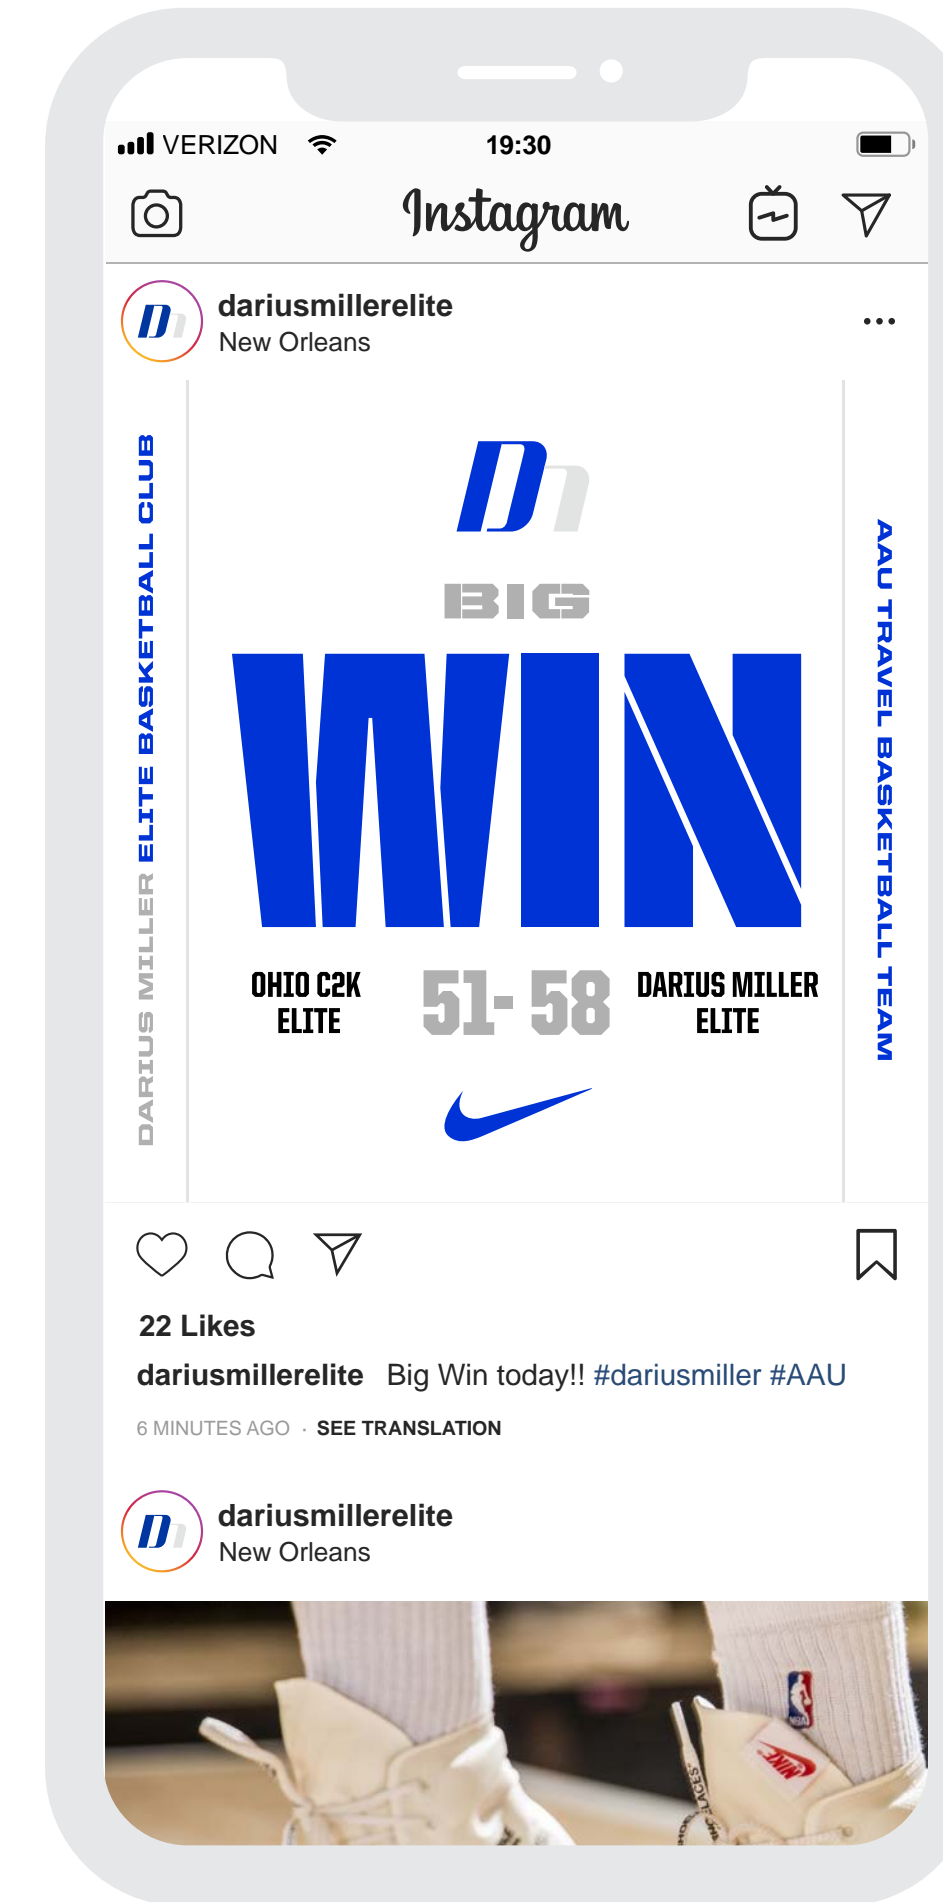 VERIZON 19:30
Instagram
dariusmillerelite
New Orleans
DARIUS MILLER ELITE BASKETBALL CLUB
BIG
WIN
OHIO C2K
ELITE
51- 58
DARIUS MILLER
ELITE
AAU TRAVEL BASKETBALL TEAM
22 Likes
dariusmillerelite Big Win today!! #dariusmiller #AAU
6 MINUTES AGO · SEE TRANSLATION
dariusmillerelite
New Orleans
NIKE